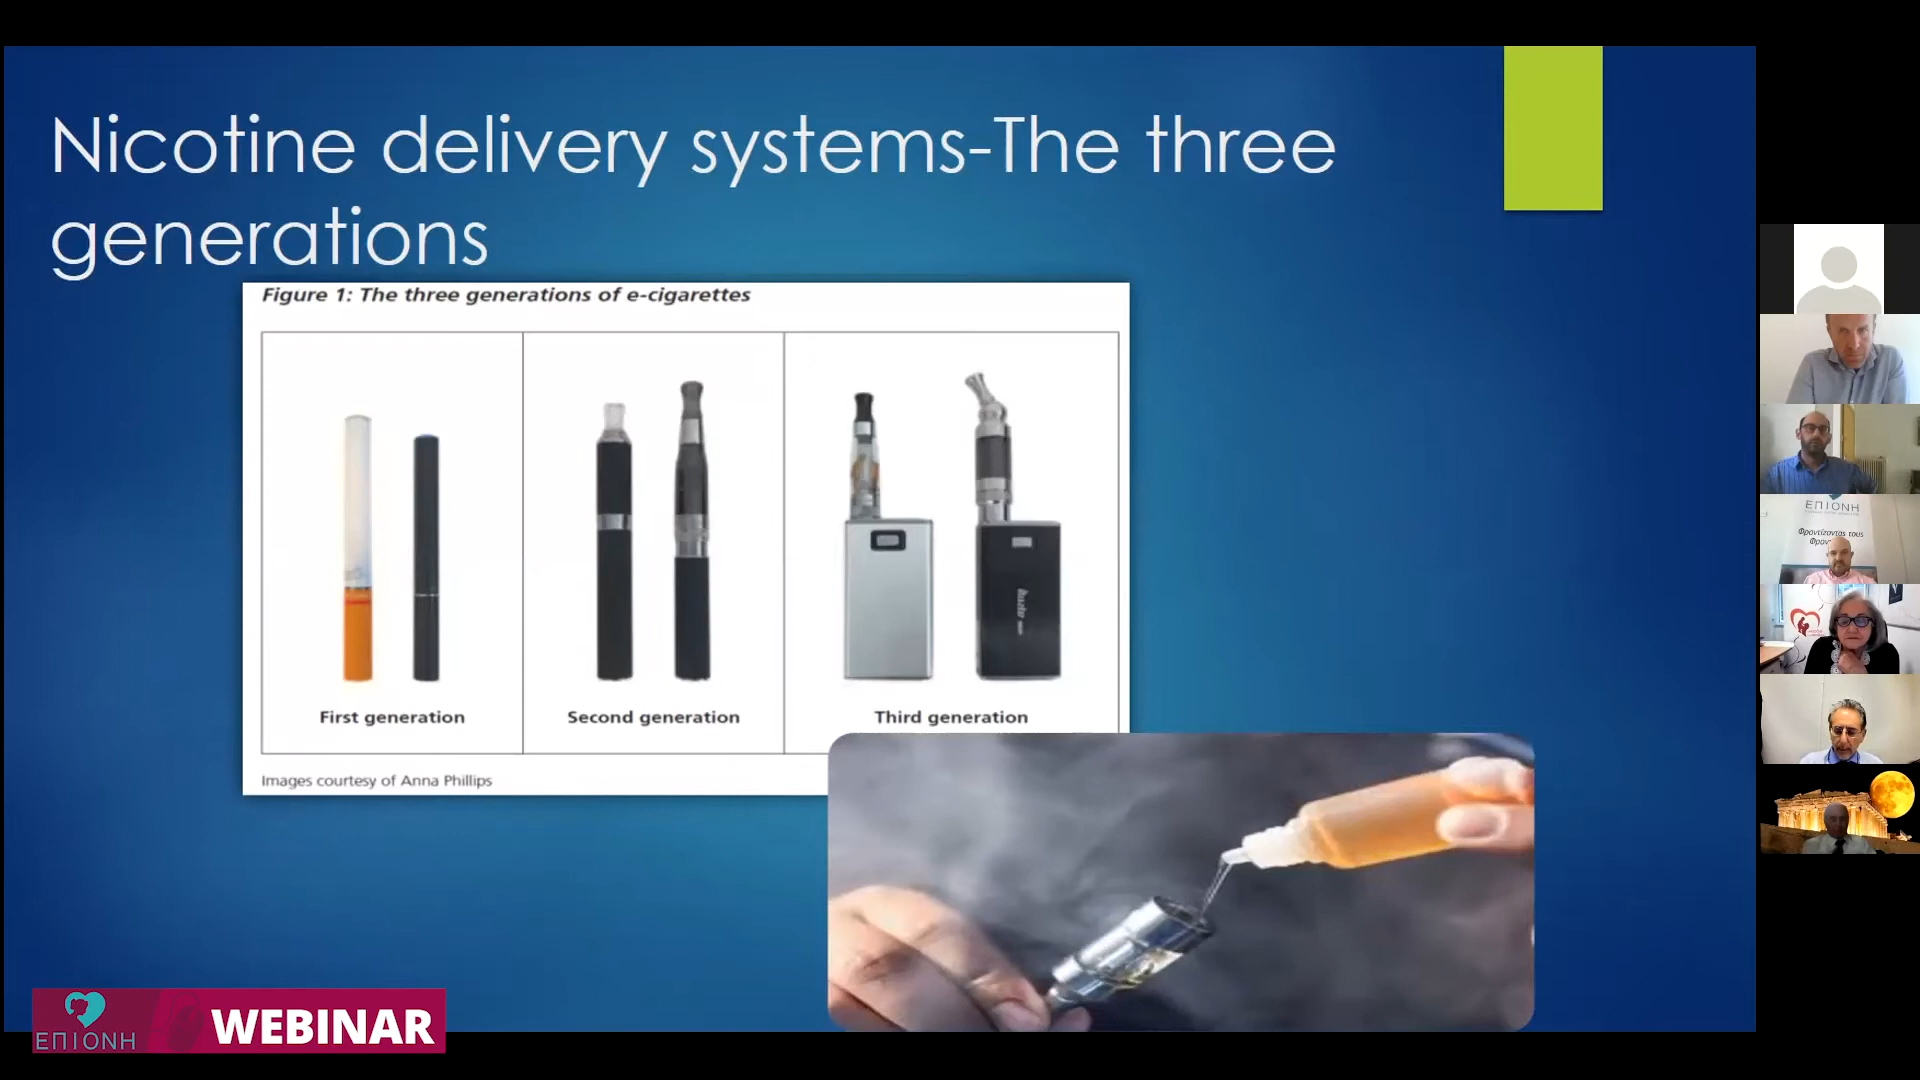 Nicotine delivery systems-The three
generations
Figure 1: The three generations of e-cigarettes
First generation
Second generation
Third generation
Images courtesy of Anna Phillips
ΕΠΙΟΝΗ
WEBINAR
ΕΠΙΟΝΗ
Φροντίζοντας τους